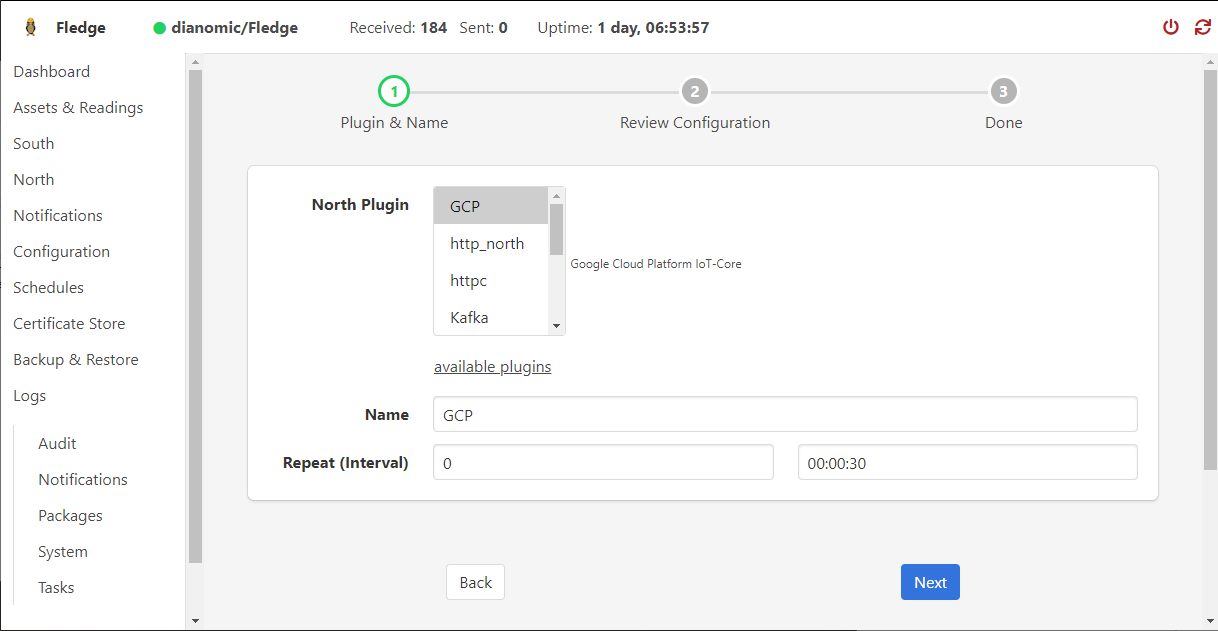 Fledge dianomic/Fledge Received: 184 Sent: 0 Uptime: 1 day, 06:53:57
Dashboard
Assets & Readings
South
North
Notifications
Configuration
Schedules
Certificate Store
Backup & Restore
Logs
Audit
Notifications
Packages
System
Tasks
1 2 3
Plugin & Name Review Configuration Done
North Plugin
GCP
http_north
httpc
Kafka
Google Cloud Platform IoT-Core
available plugins
Name GCP
Repeat (Interval) 0 00:00:30
Back Next